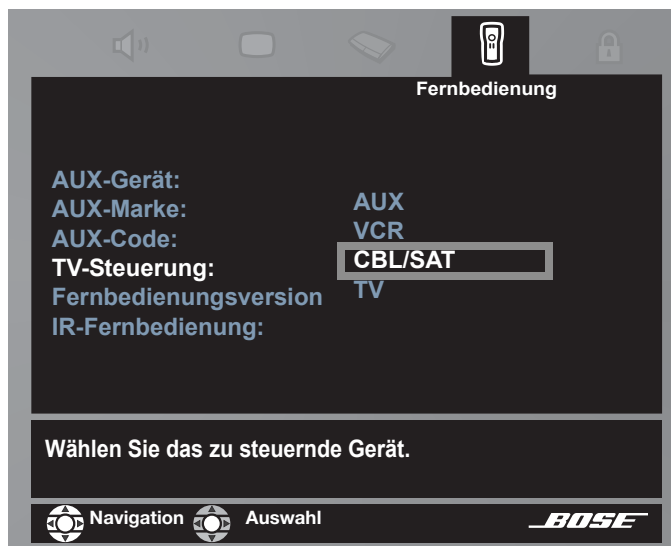 Fernbedienung
AUX-Gerät:
AUX-Marke:
AUX-Code:
TV-Steuerung:
Fernbedienungsversion
IR-Fernbedienung:
AUX
VCR
CBL/SAT
TV
Wählen Sie das zu steuernde Gerät.
Navigation Auswahl BOSE